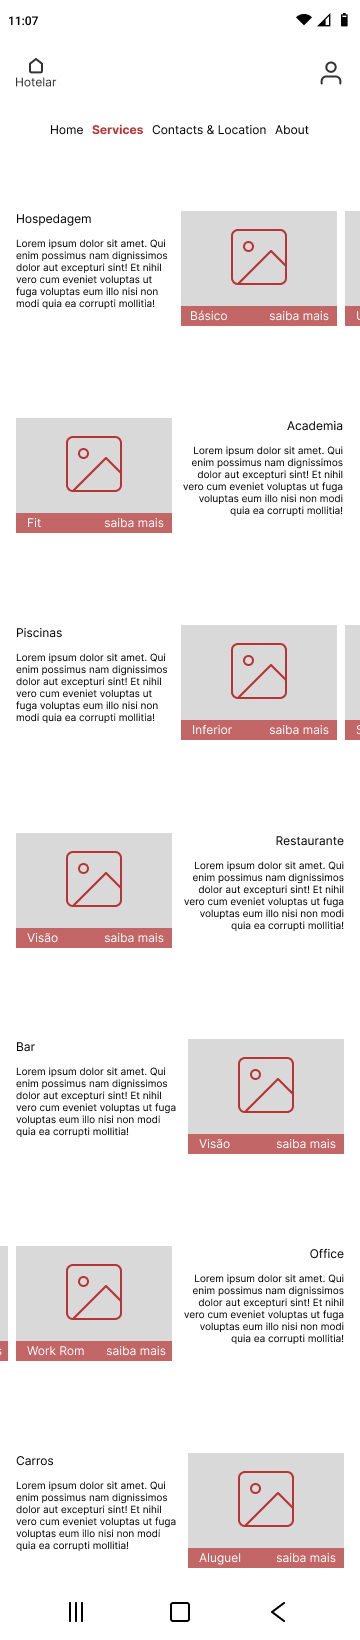 11:07
Hotelar
Home Services Contacts & Location About
Hospedagem
Lorem ipsum dolor sit amet. Qui
enim possimus nam dignissimos
dolor aut excepturi sint! Et nihil
vero cum eveniet voluptas ut
fuga voluptas eum illo nisi non
modi quia ea corrupti mollitia!
Básico saiba mais
Academia
Lorem ipsum dolor sit amet. Qui
enim possimus nam dignissimos
dolor aut excepturi sint! Et nihil
vero cum eveniet voluptas ut fuga
voluptas eum illo nisi non modi
quia ea corrupti mollitia!
Fit saiba mais
Piscinas
Lorem ipsum dolor sit amet. Qui
enim possimus nam dignissimos
dolor aut excepturi sint! Et nihil
vero cum eveniet voluptas ut
fuga voluptas eum illo nisi non
modi quia ea corrupti mollitia!
Inferior saiba mais
Restaurante
Lorem ipsum dolor sit amet. Qui
enim possimus nam dignissimos
dolor aut excepturi sint! Et nihil
vero cum eveniet voluptas ut fuga
voluptas eum illo nisi non modi
quia ea corrupti mollitia!
Visão saiba mais
Bar
Lorem ipsum dolor sit amet. Qui
enim possimus nam dignissimos
dolor aut excepturi sint! Et nihil
vero cum eveniet voluptas ut fuga
voluptas eum illo nisi non modi
quia ea corrupti mollitia!
Visão saiba mais
Office
Lorem ipsum dolor sit amet. Qui
enim possimus nam dignissimos
dolor aut excepturi sint! Et nihil
vero cum eveniet voluptas ut fuga
voluptas eum illo nisi non modi
quia ea corrupti mollitia!
Work Rom saiba mais
Carros
Lorem ipsum dolor sit amet. Qui
enim possimus nam dignissimos
dolor aut excepturi sint! Et nihil
vero cum eveniet voluptas ut fuga
voluptas eum illo nisi non modi
quia ea corrupti mollitia!
Aluguel saiba mais